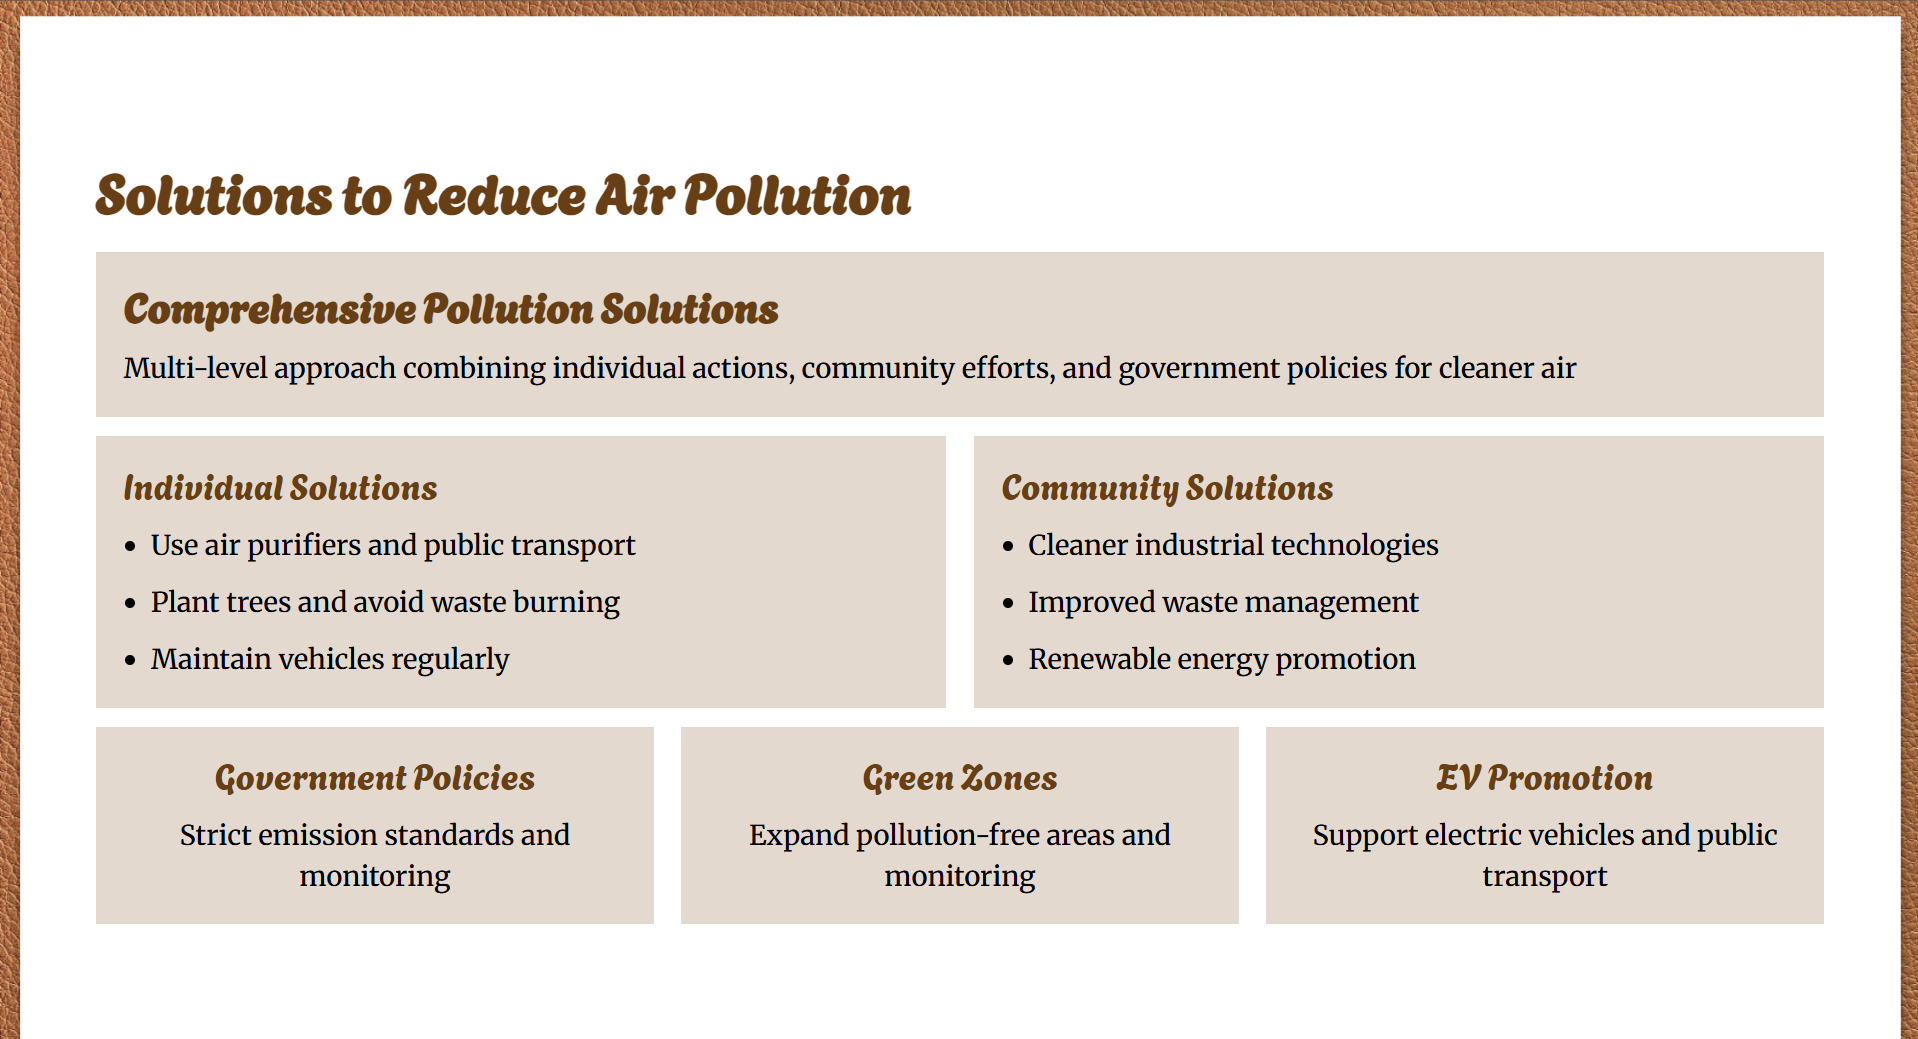 Solutions to Reduce Air Pollution
Comprehensive Pollution Solutions
Multi-level approach combining individual actions, community efforts, and government policies for cleaner air
Individual Solutions
• Use air purifiers and public transport
• Plant trees and avoid waste burning
• Maintain vehicles regularly
Community Solutions
• Cleaner industrial technologies
• Improved waste management
• Renewable energy promotion
Government Policies
Strict emission standards and
monitoring
Green Zones
Expand pollution-free areas and
monitoring
EV Promotion
Support electric vehicles and public
transport